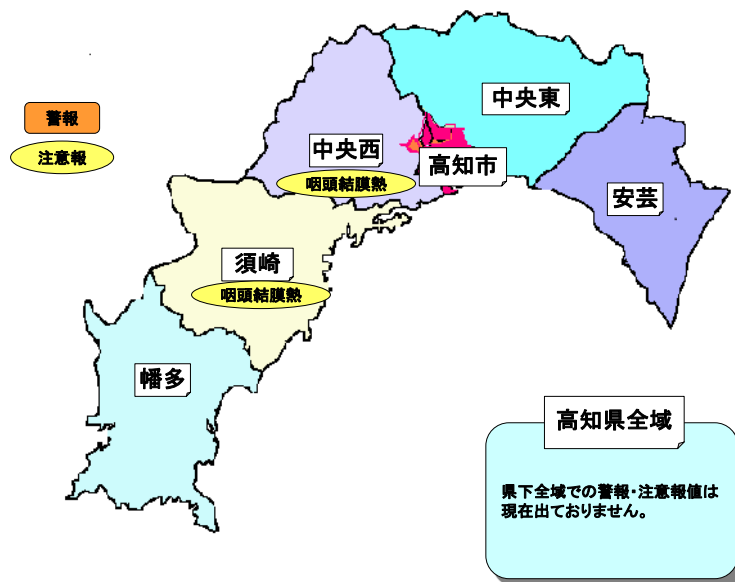 警報
注意報
中央東
中央西
高知市
咽頭結膜熱
安芸
須崎
咽頭結膜熱
幡多
高知県全域
県下全域での警報・注意報値は
現在出ておりません。